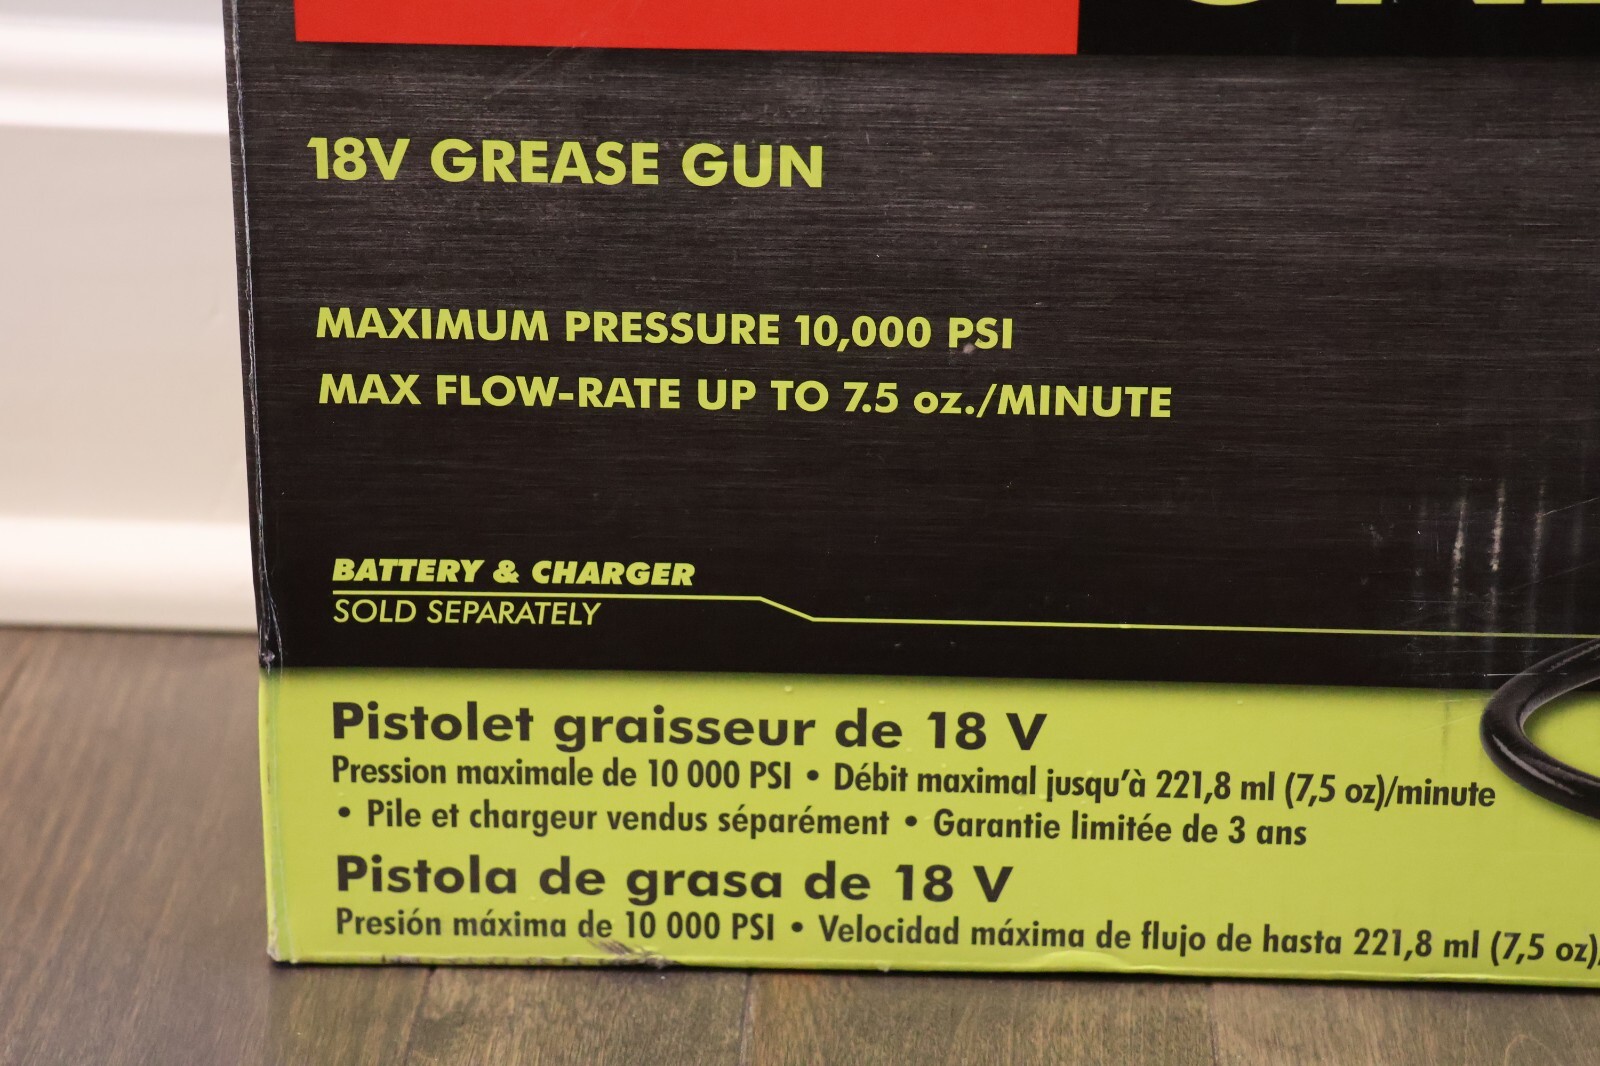 18V GREASE GUN
MAXIMUM PRESSURE 10,000 PSI
MAX FLOW-RATE UP TO 7.5 oz./MINUTE
BATTERY & CHARGER
SOLD SEPARATELY
Pistolet graisseur de 18 V
Pression maximale de 10 000 PSI • Débit maximal jusqu'à 221,8 ml (7,5 oz)/minute
• Pile et chargeur vendus séparément • Garantie limitée de 3 ans
Pistola de grasa de 18 V
Presión máxima de 10 000 PSI • Velocidad máxima de flujo de hasta 221,8 ml (7,5 oz)/